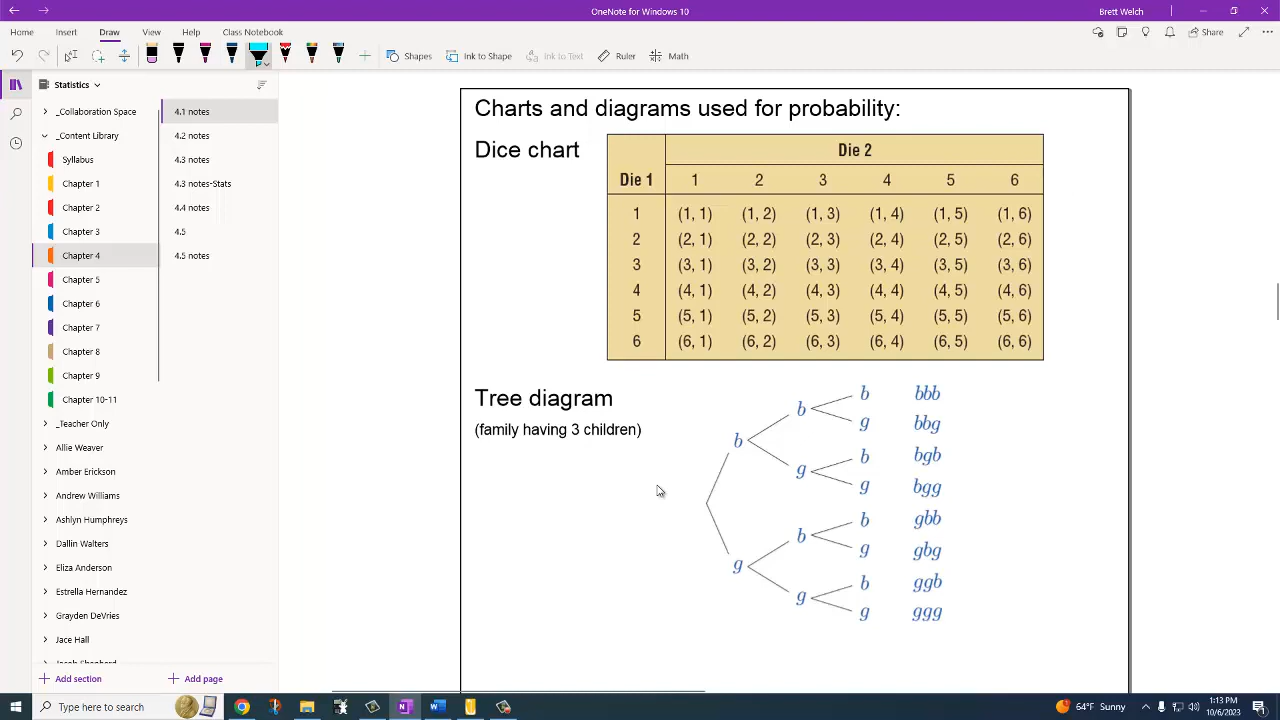 OneNote for Windows 10
Brett Welch
Home Insert Draw View Help Class Notebook
Share
Shapes Ink to Shape Ink to Text Ruler Math
Statistics
_Collaboration Space
_Content Library
Syllabus
Chapter 1
Chapter 2
Chapter 3
Chapter 4
Chapter 5
Chapter 6
Chapter 7
Chapter 8
Chapter 9
Chapter 10-11
_Teacher Only
Allie Weaver
Amber Erickson
Andrew Williams
Ashlyn Humphreys
Dallin Walters
Eliza Anderson
Estrella Hernandez
Grayden DeVries
Jace Hall
Add section
4.1 notes
4.2 notes
4.3 notes
4.3 notes-Stats
4.4 notes
4.5
4.5 notes
Add page
Charts and diagrams used for probability:
Dice chart
Die 2
Die 1 1 2 3 4 5 6
1 (1, 1) (1, 2) (1, 3) (1, 4) (1, 5) (1, 6)
2 (2, 1) (2, 2) (2, 3) (2, 4) (2, 5) (2, 6)
3 (3, 1) (3, 2) (3, 3) (3, 4) (3, 5) (3, 6)
4 (4, 1) (4, 2) (4, 3) (4, 4) (4, 5) (4, 6)
5 (5, 1) (5, 2) (5, 3) (5, 4) (5, 5) (5, 6)
6 (6, 1) (6, 2) (6, 3) (6, 4) (6, 5) (6, 6)
Tree diagram
(family having 3 children)
b bbb
b
g bbg
b
b bgb
g
g bgg
b gbb
b
g gbg
g
b ggb
g
g ggg
Type here to search
64°F Sunny
1:13 PM
10/6/2023